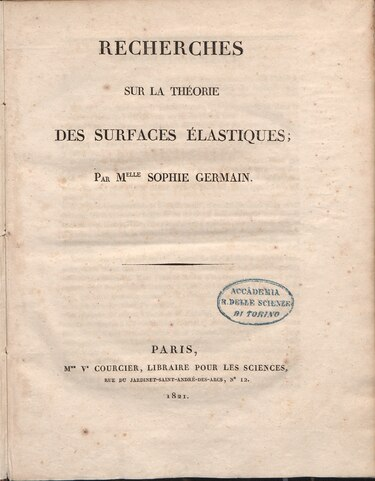 RECHERCHES
SUR LA THÉORIE
DES SURFACES ÉLASTIQUES;
PAR MELLE SOPHIE GERMAIN.
ACCADEMIA
R. DELLE SCIENZE
DI TORINO
PARIS,
MME VE COURCIER, LIBRAIRE POUR LES SCIENCES,
RUE DU JARDINET-SAINT-ANDRÉ-DES-ARCS, N° 12.
1821.